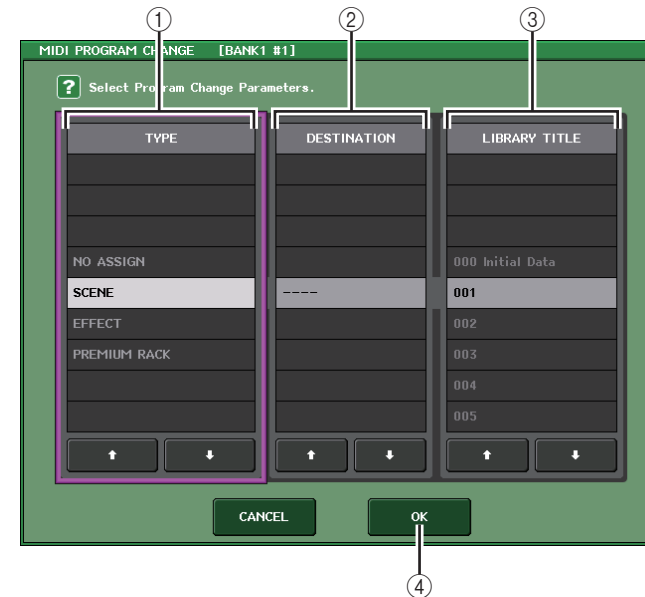 ① ② ③
MIDI PROGRAM CHANGE [BANK1 #1]
? Select Program Change Parameters.
TYPE DESTINATION LIBRARY TITLE
NO ASSIGN 000 Initial Data
SCENE ---- 001
EFFECT 002
PREMIUM RACK 003
004
005
CANCEL OK
④